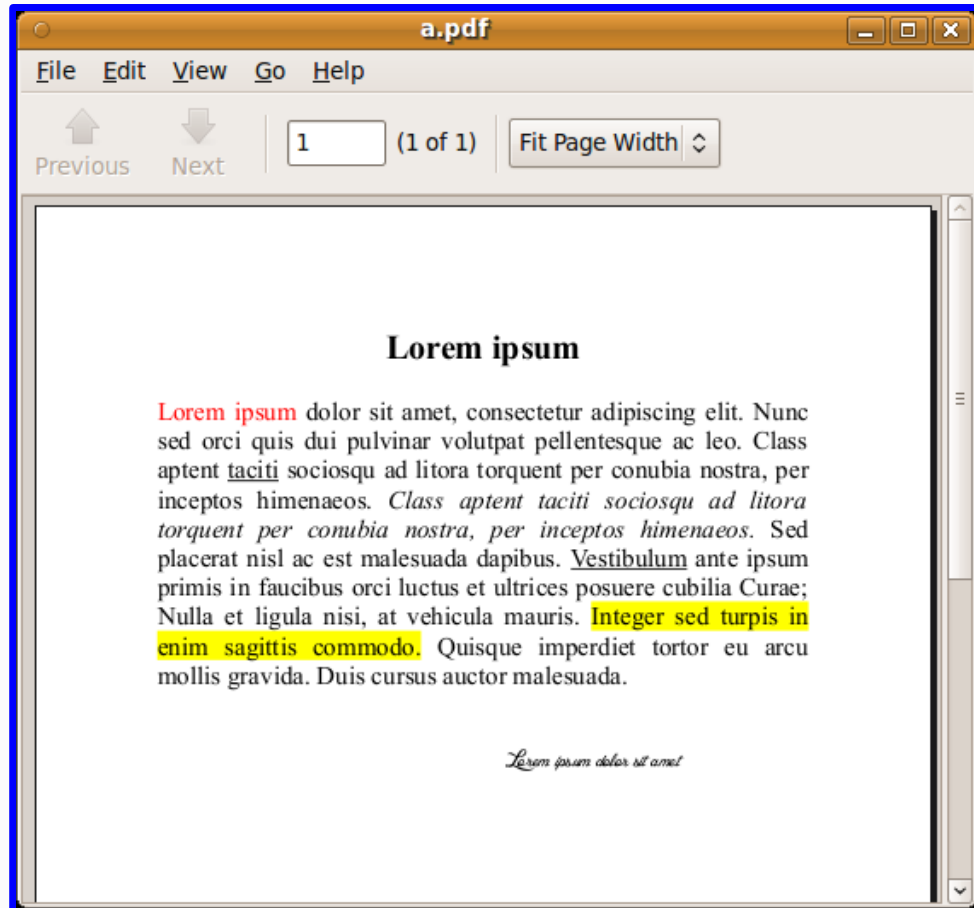 a.pdf
File Edit View Go Help
Previous Next 1 (1 of 1) Fit Page Width
Lorem ipsum
Lorem ipsum dolor sit amet, consectetur adipiscing elit. Nunc
sed orci quis dui pulvinar volutpat pellentesque ac leo. Class
aptent taciti sociosqu ad litora torquent per conubia nostra, per
inceptos himenaeos. Class aptent taciti sociosqu ad litora
torquent per conubia nostra, per inceptos himenaeos. Sed
placerat nisl ac est malesuada dapibus. Vestibulum ante ipsum
primis in faucibus orci luctus et ultrices posuere cubilia Curae;
Nulla et ligula nisi, at vehicula mauris. Integer sed turpis in
enim sagittis commodo. Quisque imperdiet tortor eu arcu
mollis gravida. Duis cursus auctor malesuada.
Lorem ipsum dolor sit amet